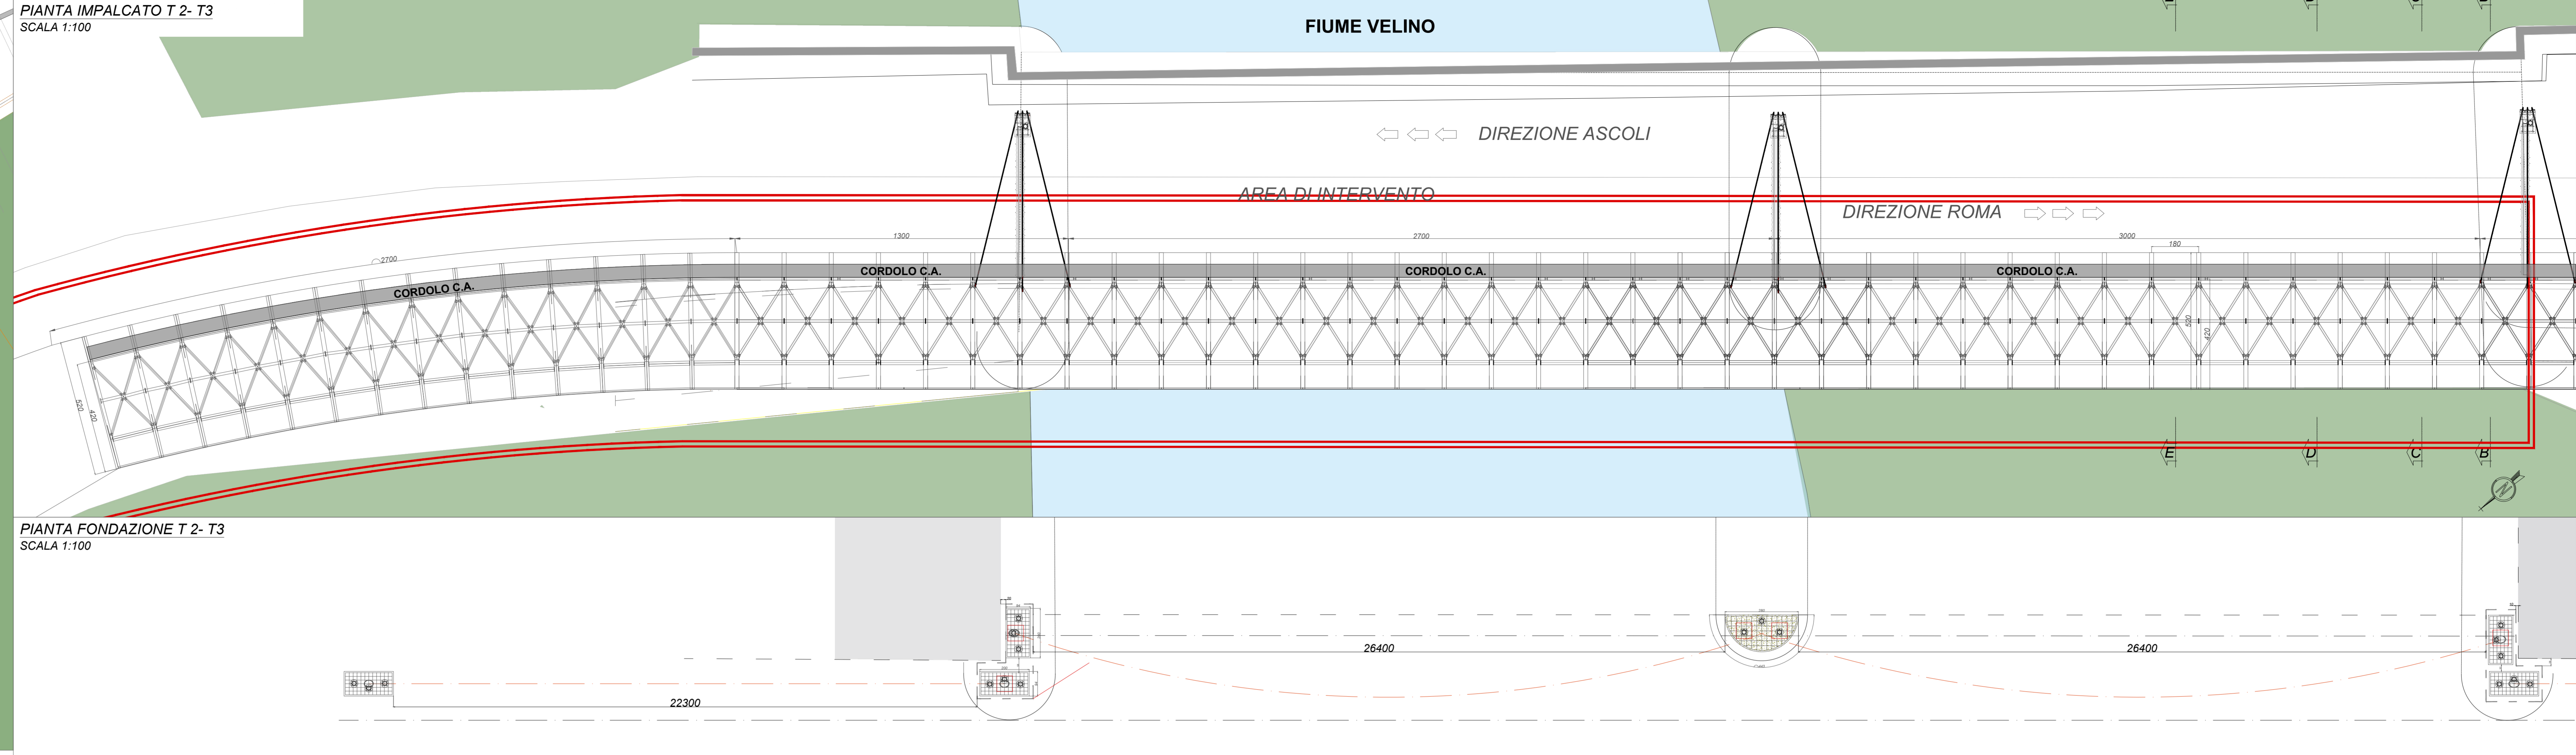 PIANTA IMPALCATO T 2- T3
SCALA 1:100
FIUME VELINO
DIREZIONE ASCOLI
AREA DI INTERVENTO
DIREZIONE ROMA
1300
2700
3000
180
2700
CORDOLO C.A.
CORDOLO C.A.
CORDOLO C.A.
CORDOLO C.A.
520
420
520
420
E
D
C
B
PIANTA FONDAZIONE T 2- T3
SCALA 1:100
26400
26400
22300